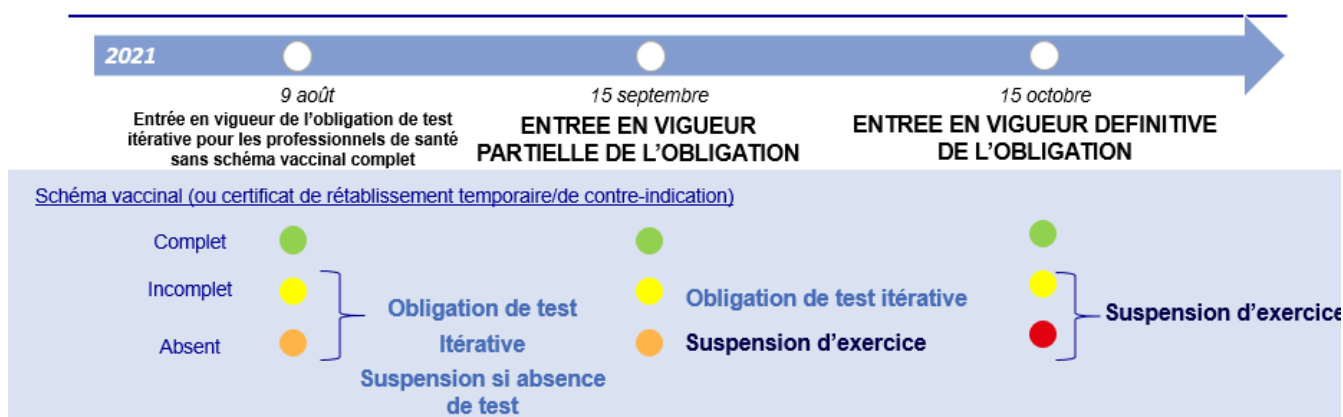 2021
9 août
Entrée en vigueur de l'obligation de test
itérative pour les professionnels de santé
sans schéma vaccinal complet
15 septembre
ENTREE EN VIGUEUR
PARTIELLE DE L'OBLIGATION
15 octobre
ENTREE EN VIGUEUR DEFINITIVE
DE L'OBLIGATION
Schéma vaccinal (ou certificat de rétablissement temporaire/de contre-indication)
Complet
Incomplet
Absent
Obligation de test
Itérative
Suspension si absence
de test
Obligation de test itérative
Suspension d'exercice
Suspension d'exercice